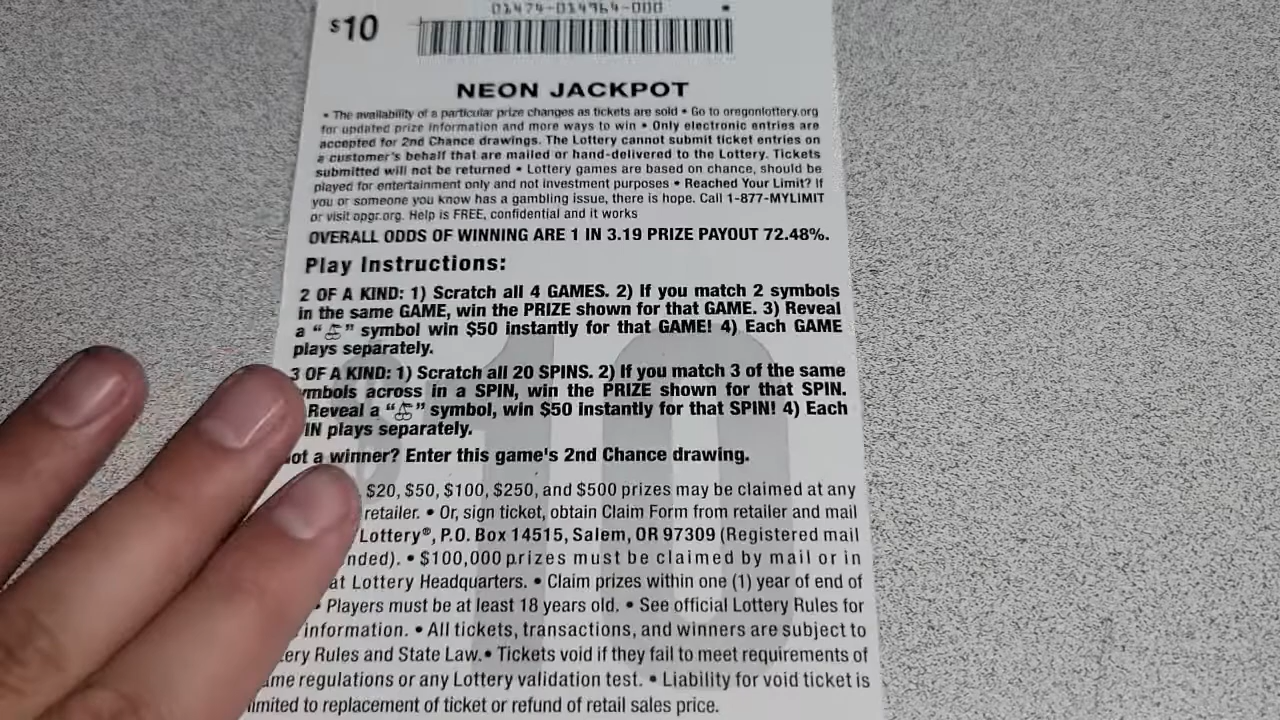 $10
01474-014964-000
NEON JACKPOT
• The availability of a particular prize changes as tickets are sold • Go to oregonlottery.org
for updated prize information and more ways to win • Only electronic entries are
accepted for 2nd Chance drawings. The Lottery cannot submit ticket entries on
a customer's behalf that are mailed or hand-delivered to the Lottery. Tickets
submitted will not be returned • Lottery games are based on chance, should be
played for entertainment only and not investment purposes • Reached Your Limit? If
you or someone you know has a gambling issue, there is hope. Call 1-877-MYLIMIT
or visit opgr.org. Help is FREE, confidential and it works
OVERALL ODDS OF WINNING ARE 1 IN 3.19 PRIZE PAYOUT 72.48%.
Play Instructions:
2 OF A KIND: 1) Scratch all 4 GAMES. 2) If you match 2 symbols
in the same GAME, win the PRIZE shown for that GAME. 3) Reveal
a "🍒" symbol win $50 instantly for that GAME! 4) Each GAME
plays separately.
3 OF A KIND: 1) Scratch all 20 SPINS. 2) If you match 3 of the same
mbols across in a SPIN, win the PRIZE shown for that SPIN.
Reveal a "🍒" symbol, win $50 instantly for that SPIN! 4) Each
IN plays separately.
ot a winner? Enter this game's 2nd Chance drawing.
$20, $50, $100, $250, and $500 prizes may be claimed at any
retailer. • Or, sign ticket, obtain Claim Form from retailer and mail
Lottery®, P.O. Box 14515, Salem, OR 97309 (Registered mail
nded). • $100,000 prizes must be claimed by mail or in
at Lottery Headquarters. • Claim prizes within one (1) year of end of
• Players must be at least 18 years old. • See official Lottery Rules for
information. • All tickets, transactions, and winners are subject to
ery Rules and State Law. • Tickets void if they fail to meet requirements of
me regulations or any Lottery validation test. • Liability for void ticket is
limited to replacement of ticket or refund of retail sales price.
$10